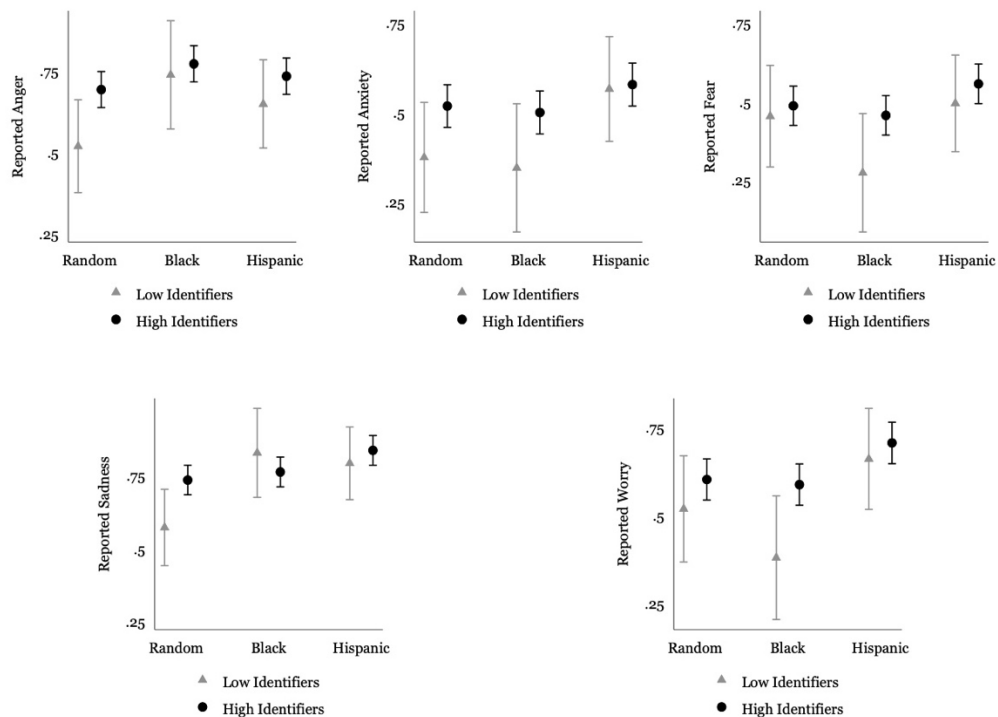 Reported Anger
.75
.5
.25
Random Black Hispanic
Low Identifiers
High Identifiers
Reported Anxiety
.75
.5
.25
Random Black Hispanic
Low Identifiers
High Identifiers
Reported Fear
.75
.5
.25
Random Black Hispanic
Low Identifiers
High Identifiers
Reported Sadness
.75
.5
.25
Random Black Hispanic
Low Identifiers
High Identifiers
Reported Worry
.75
.5
.25
Random Black Hispanic
Low Identifiers
High Identifiers